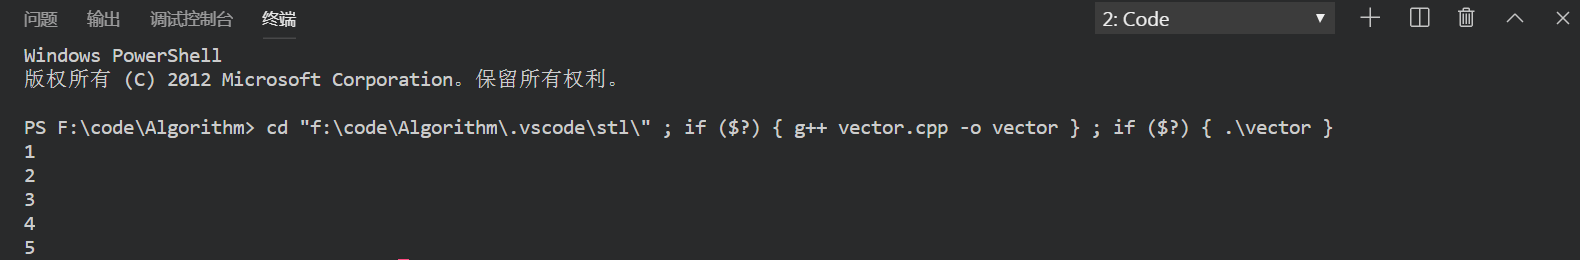 问题 输出 调试控制台 终端 2: Code
Windows PowerShell
版权所有 (C) 2012 Microsoft Corporation。保留所有权利。
PS F:\code\Algorithm> cd "f:\code\Algorithm\.vscode\stl\" ; if ($?) { g++ vector.cpp -o vector } ; if ($?) { .\vector }
1
2
3
4
5